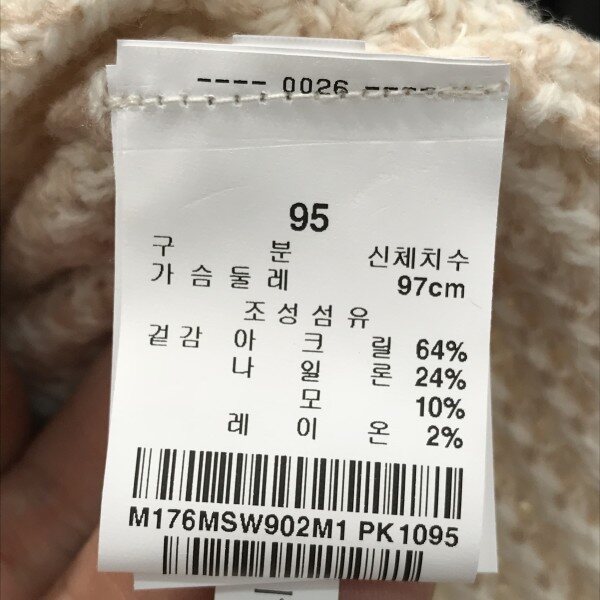 ---- 0026 ----
95
구 분 신체치수
가슴둘레 97cm
조성섬유
겉감 아 크 릴 64%
나 일 론 24%
모 10%
레 이 온 2%
M176MSW902M1 PK1095